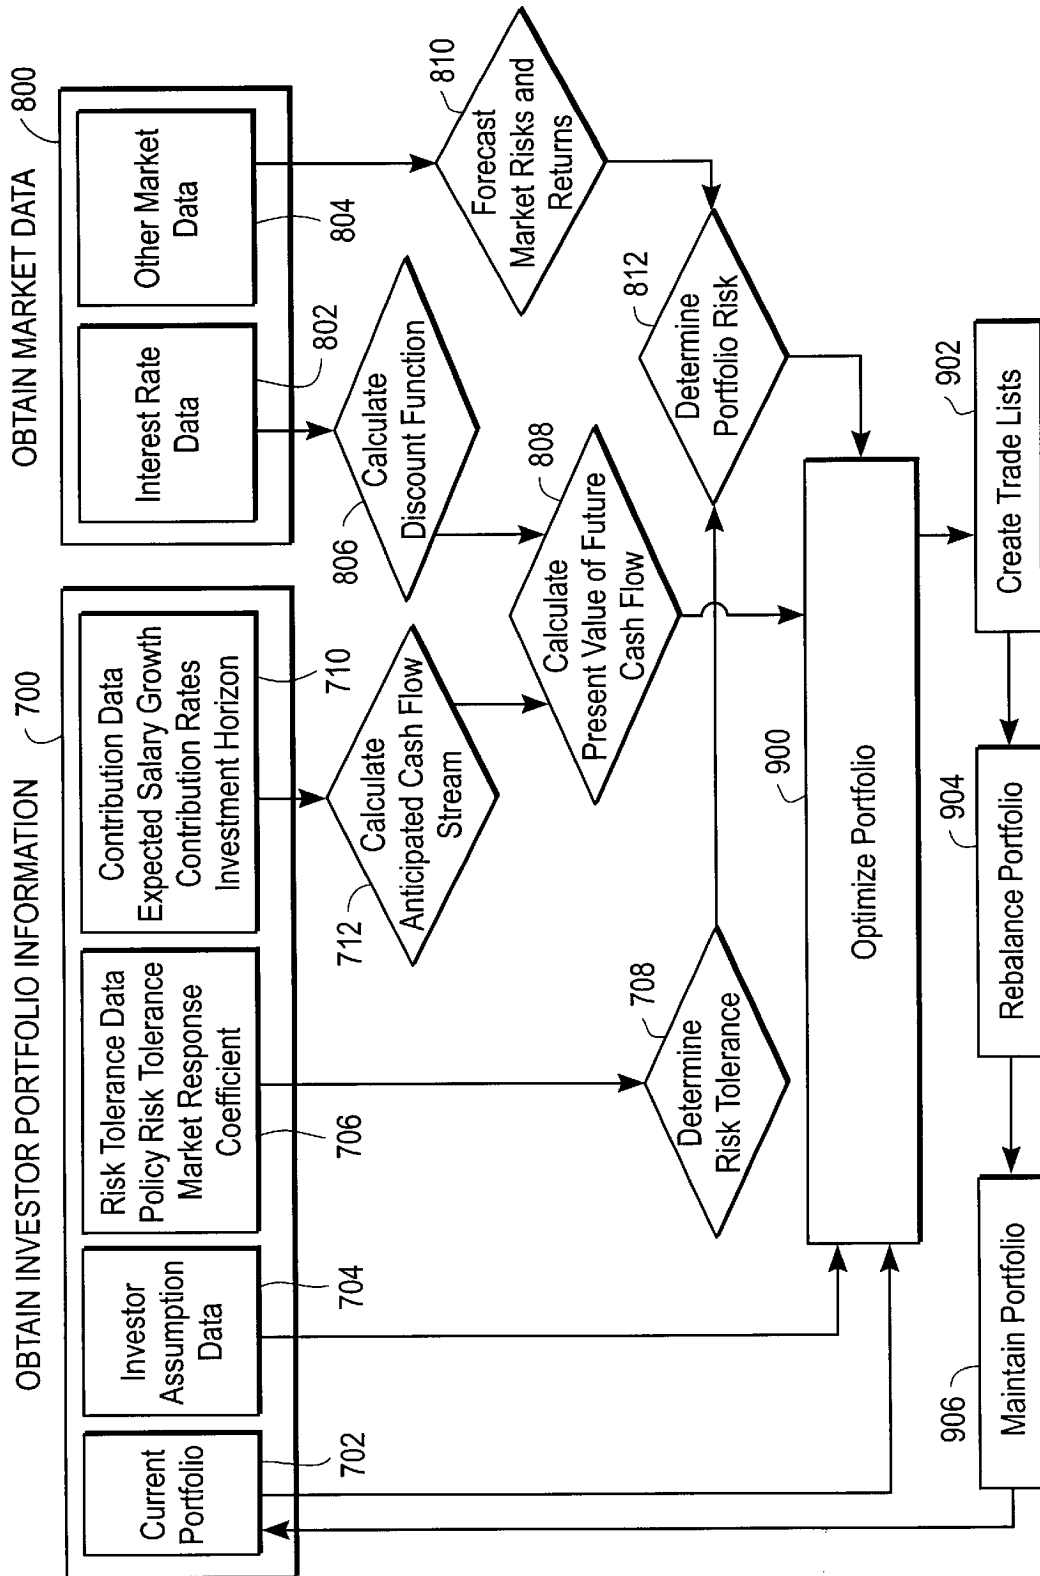 OBTAIN INVESTOR PORTFOLIO INFORMATION
700
OBTAIN MARKET DATA
800
Current
Portfolio
702
Investor
Assumption
Data
704
Risk Tolerance Data
Policy Risk Tolerance
Market Response
Coefficient
706
Contribution Data
Expected Salary Growth
Contribution Rates
Investment Horizon
710
Interest Rate
Data
802
Other Market
Data
804
712
Calculate
Anticipated Cash Flow
Stream
806
Calculate
Discount Function
810
Forecast
Market Risks and
Returns
808
Calculate
Present Value of Future
Cash Flow
708
Determine
Risk Tolerance
812
Determine
Portfolio Risk
900
Optimize Portfolio
906
Maintain Portfolio
904
Rebalance Portfolio
902
Create Trade Lists